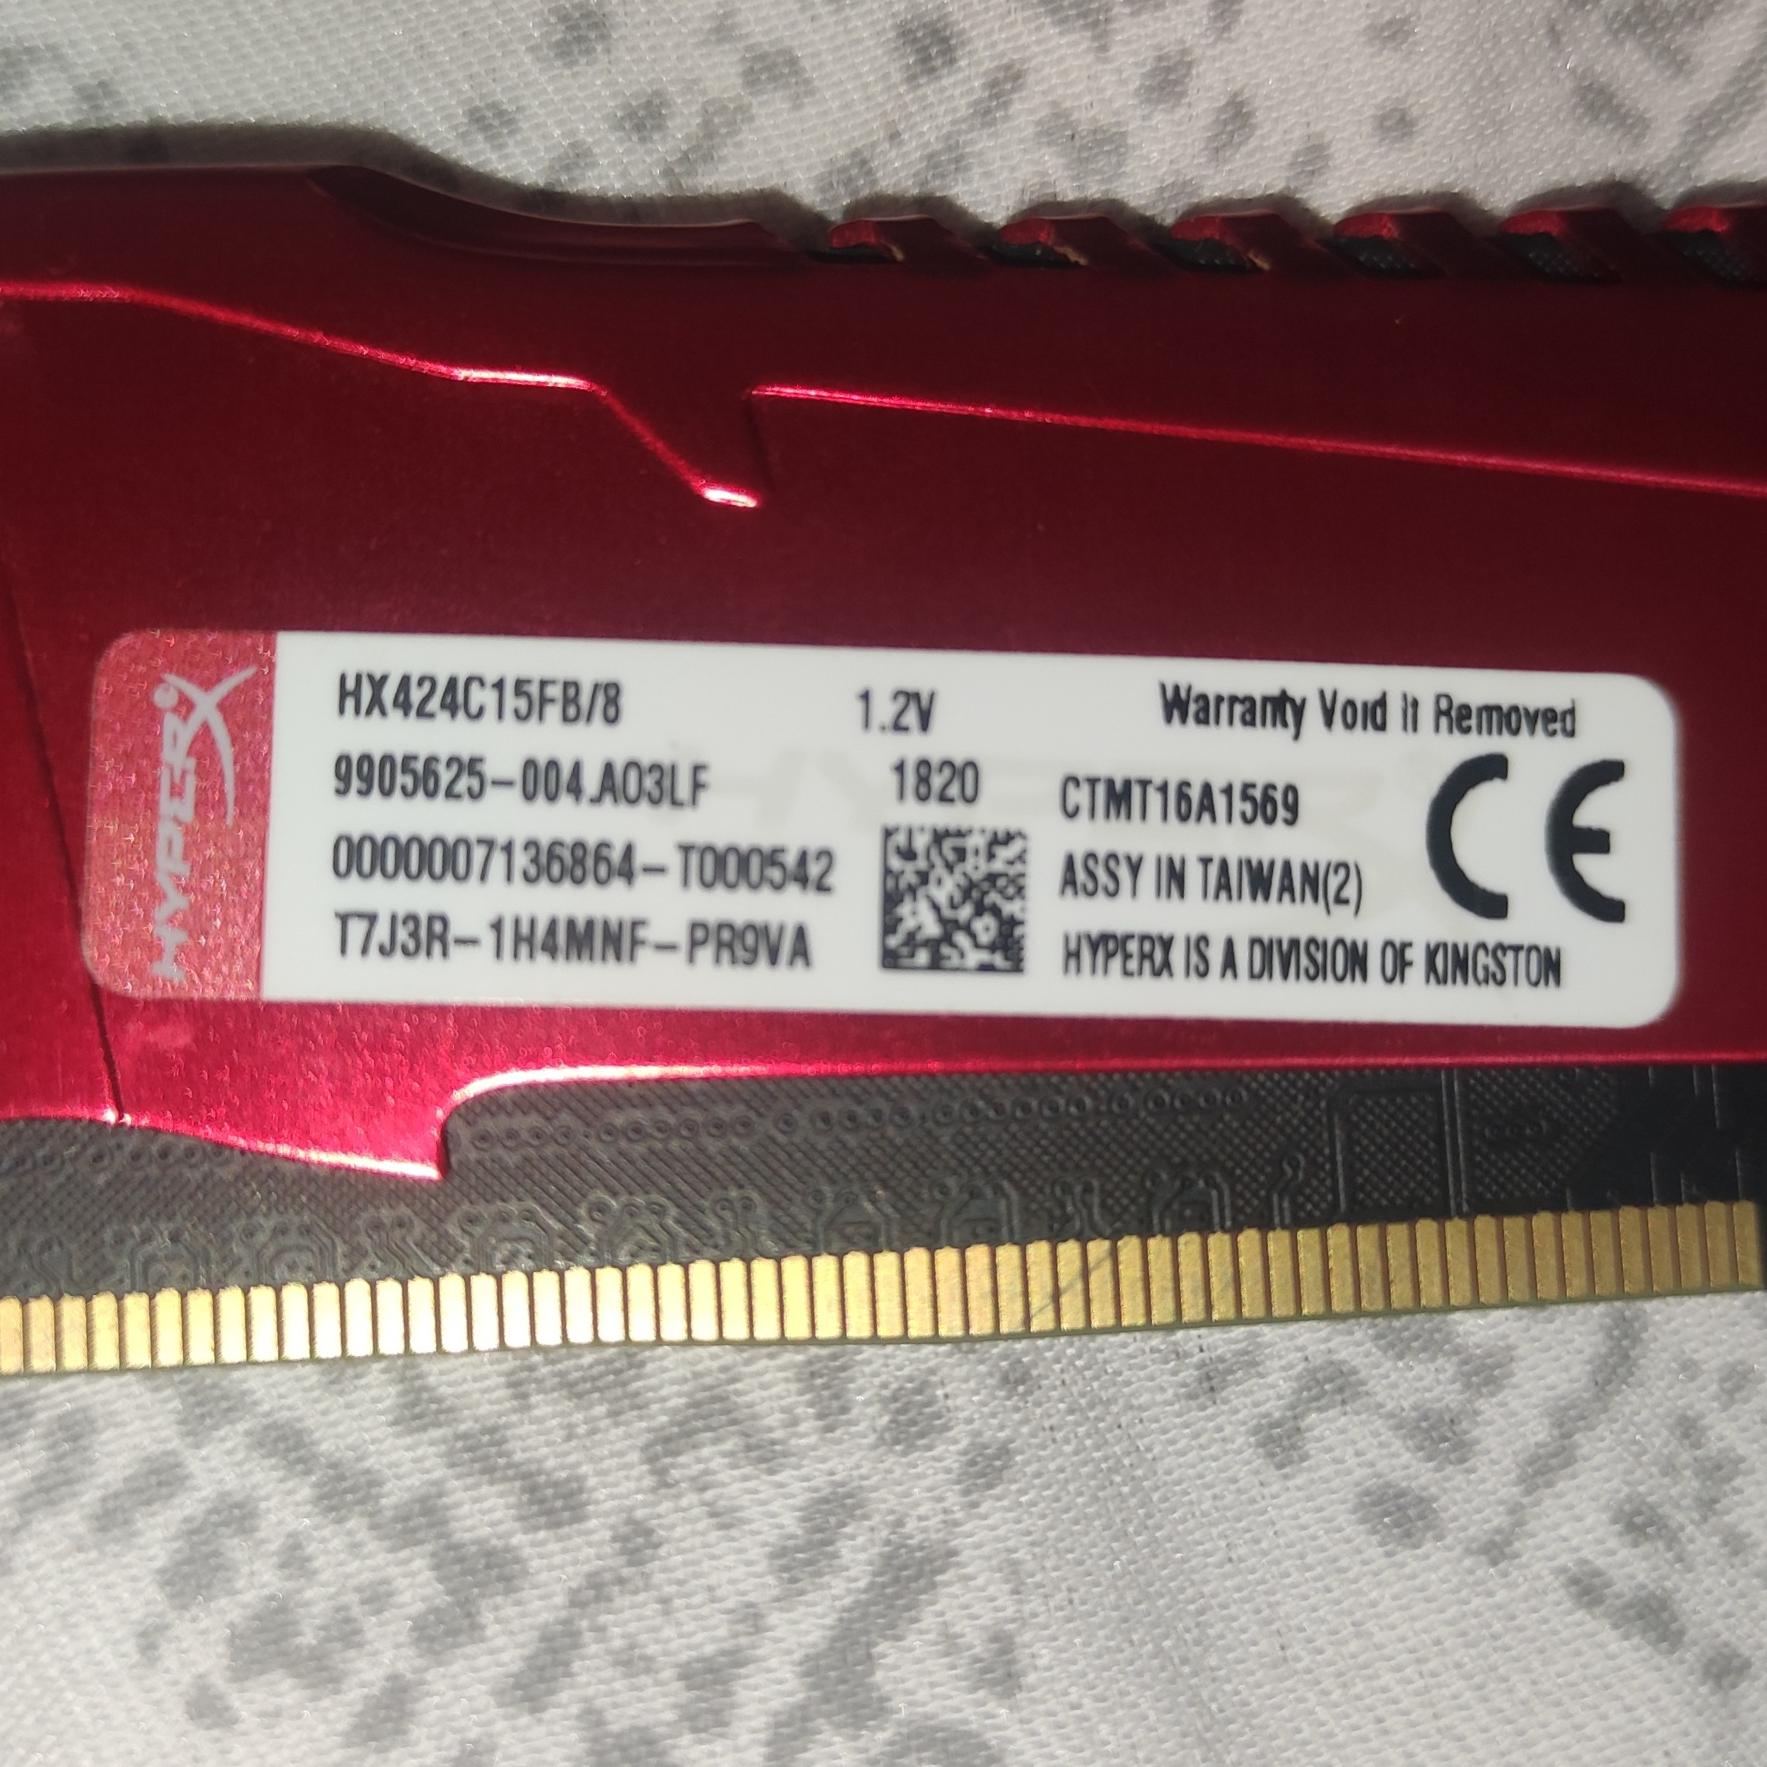 HYPERX®
HX424C15FB/8 1.2V Warranty Void If Removed
9905625-004.A03LF 1820 CTMT16A1569
0000007136864-T000542 ASSY IN TAIWAN(2)
T7J3R-1H4MNF-PR9VA HYPERX IS A DIVISION OF KINGSTON
CE